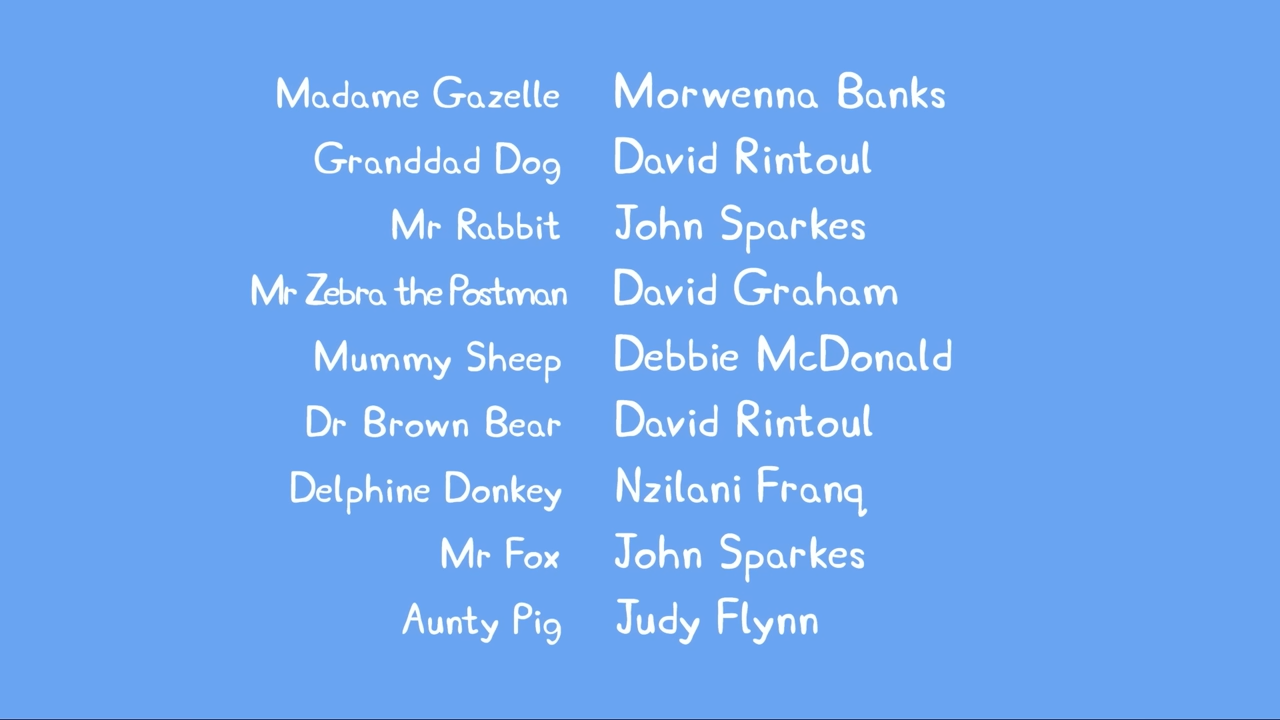 Madame Gazelle Morwenna Banks
Granddad Dog David Rintoul
Mr Rabbit John Sparkes
Mr Zebra the Postman David Graham
Mummy Sheep Debbie McDonald
Dr Brown Bear David Rintoul
Delphine Donkey Nzilani Franq
Mr Fox John Sparkes
Aunty Pig Judy Flynn